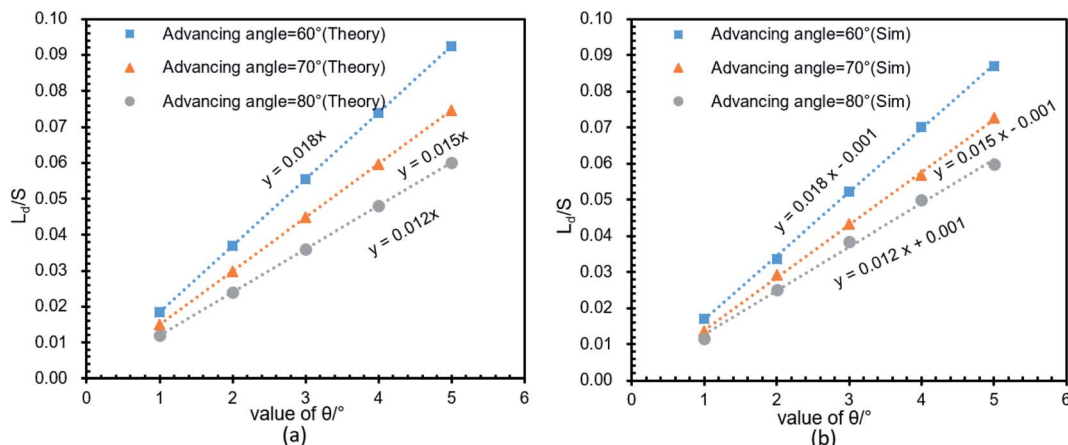 0.10
0.09
0.08
0.07
0.06
0.05
0.04
0.03
0.02
0.01
0.00
L_d/S
Advancing angle=60°(Theory)
Advancing angle=70°(Theory)
Advancing angle=80°(Theory)
y = 0.018x
y = 0.015x
y = 0.012x
0 1 2 3 4 5 6
value of θ/°
(a)
0.10
0.09
0.08
0.07
0.06
0.05
0.04
0.03
0.02
0.01
0.00
L_d/S
Advancing angle=60°(Sim)
Advancing angle=70°(Sim)
Advancing angle=80°(Sim)
y = 0.018 x - 0.001
y = 0.015 x - 0.001
y = 0.012 x + 0.001
0 1 2 3 4 5 6
value of θ/°
(b)